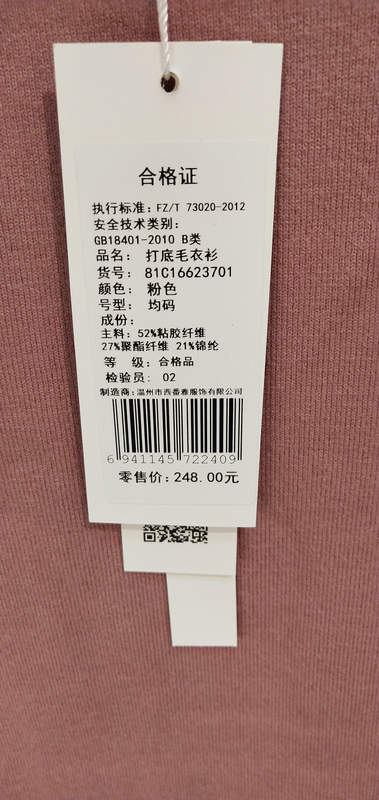 合格证
执行标准：FZ/T 73020-2012
安全技术类别：
GB18401-2010 B类
品名： 打底毛衣衫
货号： 81C16623701
颜色： 粉色
号型： 均码
成份：
主料：52%粘胶纤维
27%聚酯纤维 21%锦纶
等 级：合格品
检验员：02
制造商：温州市西番雅服饰有限公司
6 941145 722409
零售价：248.00元